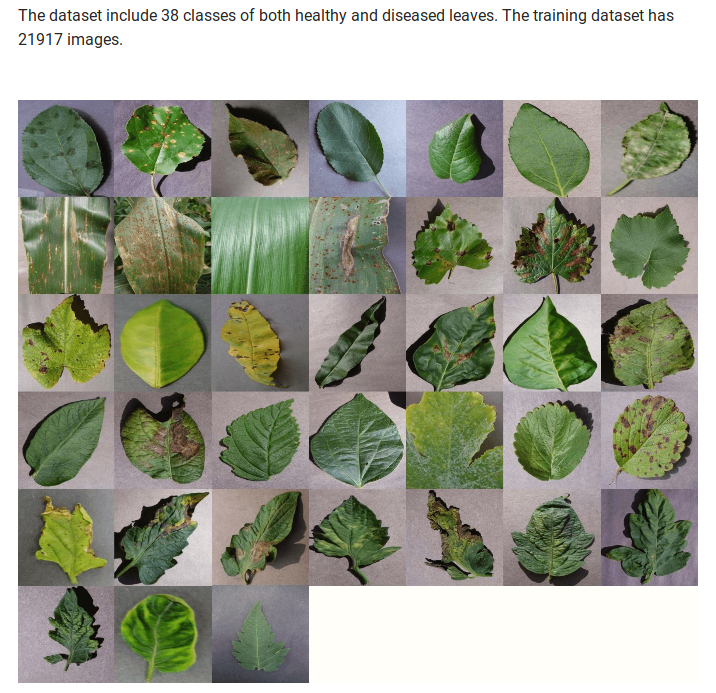 The dataset include 38 classes of both healthy and diseased leaves. The training dataset has
21917 images.